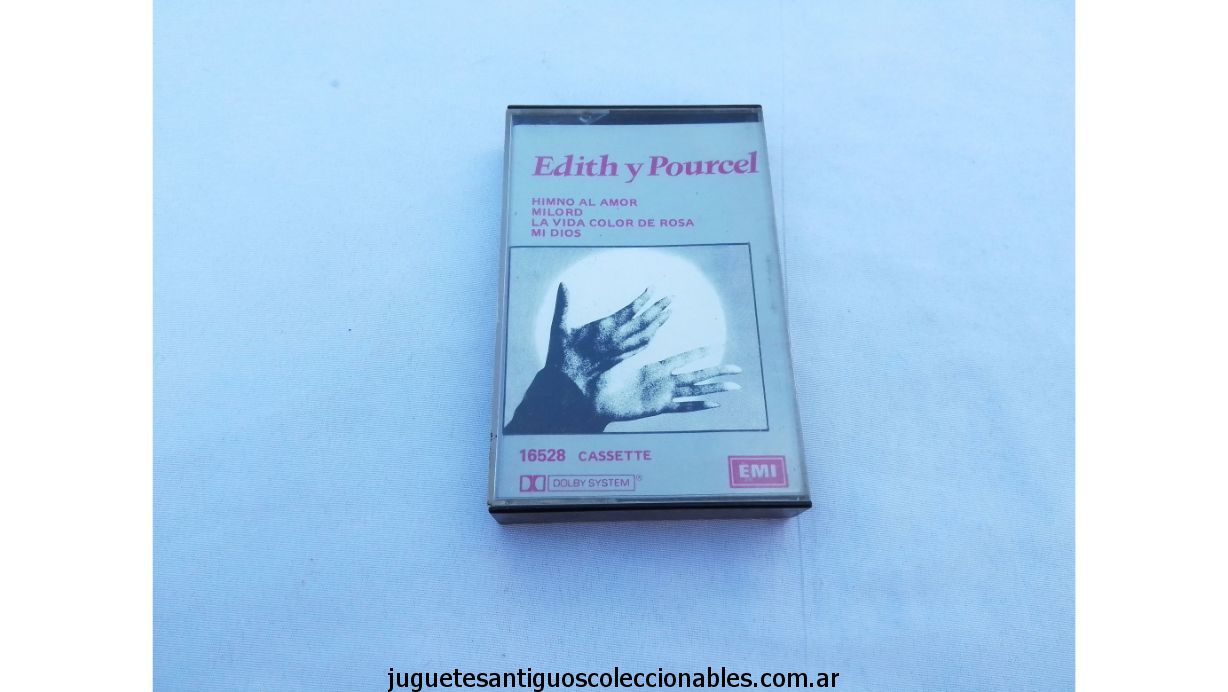 Edith y Pourcel
HIMNO AL AMOR
MILORD
LA VIDA COLOR DE ROSA
MI DIOS
16528 CASSETTE
DOLBY SYSTEM®
EMI
juguetesantiguoscoleccionables.com.ar